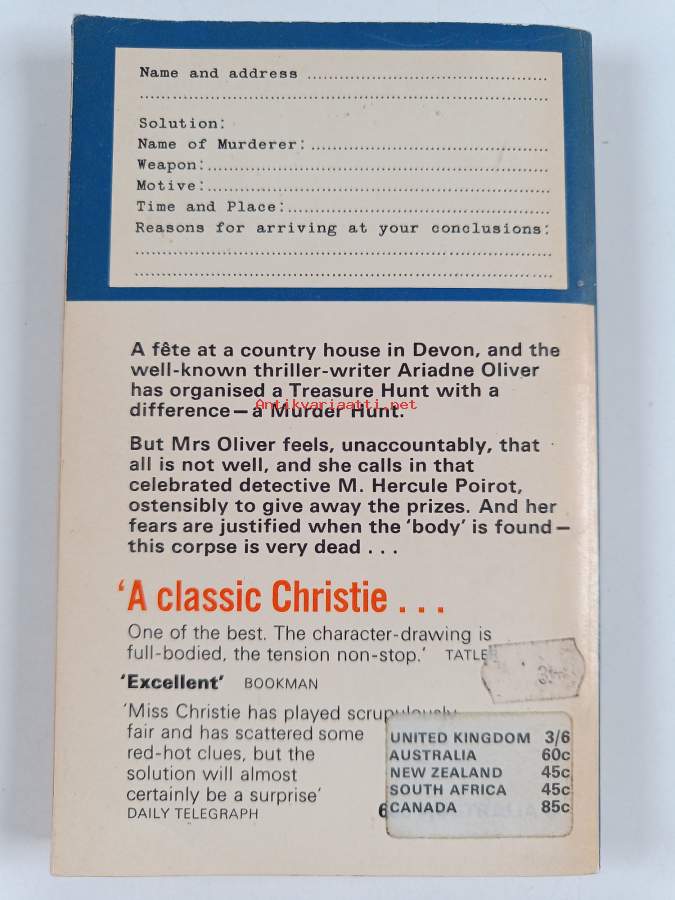 Name and address ........................................
................................................................
Solution:
Name of Murderer: ........................................
Weapon: ........................................................
Motive: ........................................................
Time and Place: ............................................
Reasons for arriving at your conclusions:
................................................................
................................................................
A fête at a country house in Devon, and the
well-known thriller-writer Ariadne Oliver
has organised a Treasure Hunt with a
difference—a Murder Hunt.
Antikvariaatti.net
But Mrs Oliver feels, unaccountably, that
all is not well, and she calls in that
celebrated detective M. Hercule Poirot,
ostensibly to give away the prizes. And her
fears are justified when the ‘body’ is found—
this corpse is very dead . . .
‘A classic Christie . . .
One of the best. The character-drawing is
full-bodied, the tension non-stop.’ TATLE
‘Excellent’ BOOKMAN
‘Miss Christie has played scrupulously
fair and has scattered some
red-hot clues, but the
solution will almost
certainly be a surprise’
DAILY TELEGRAPH
UNITED KINGDOM 3/6
AUSTRALIA 60c
NEW ZEALAND 45c
SOUTH AFRICA 45c
CANADA 85c